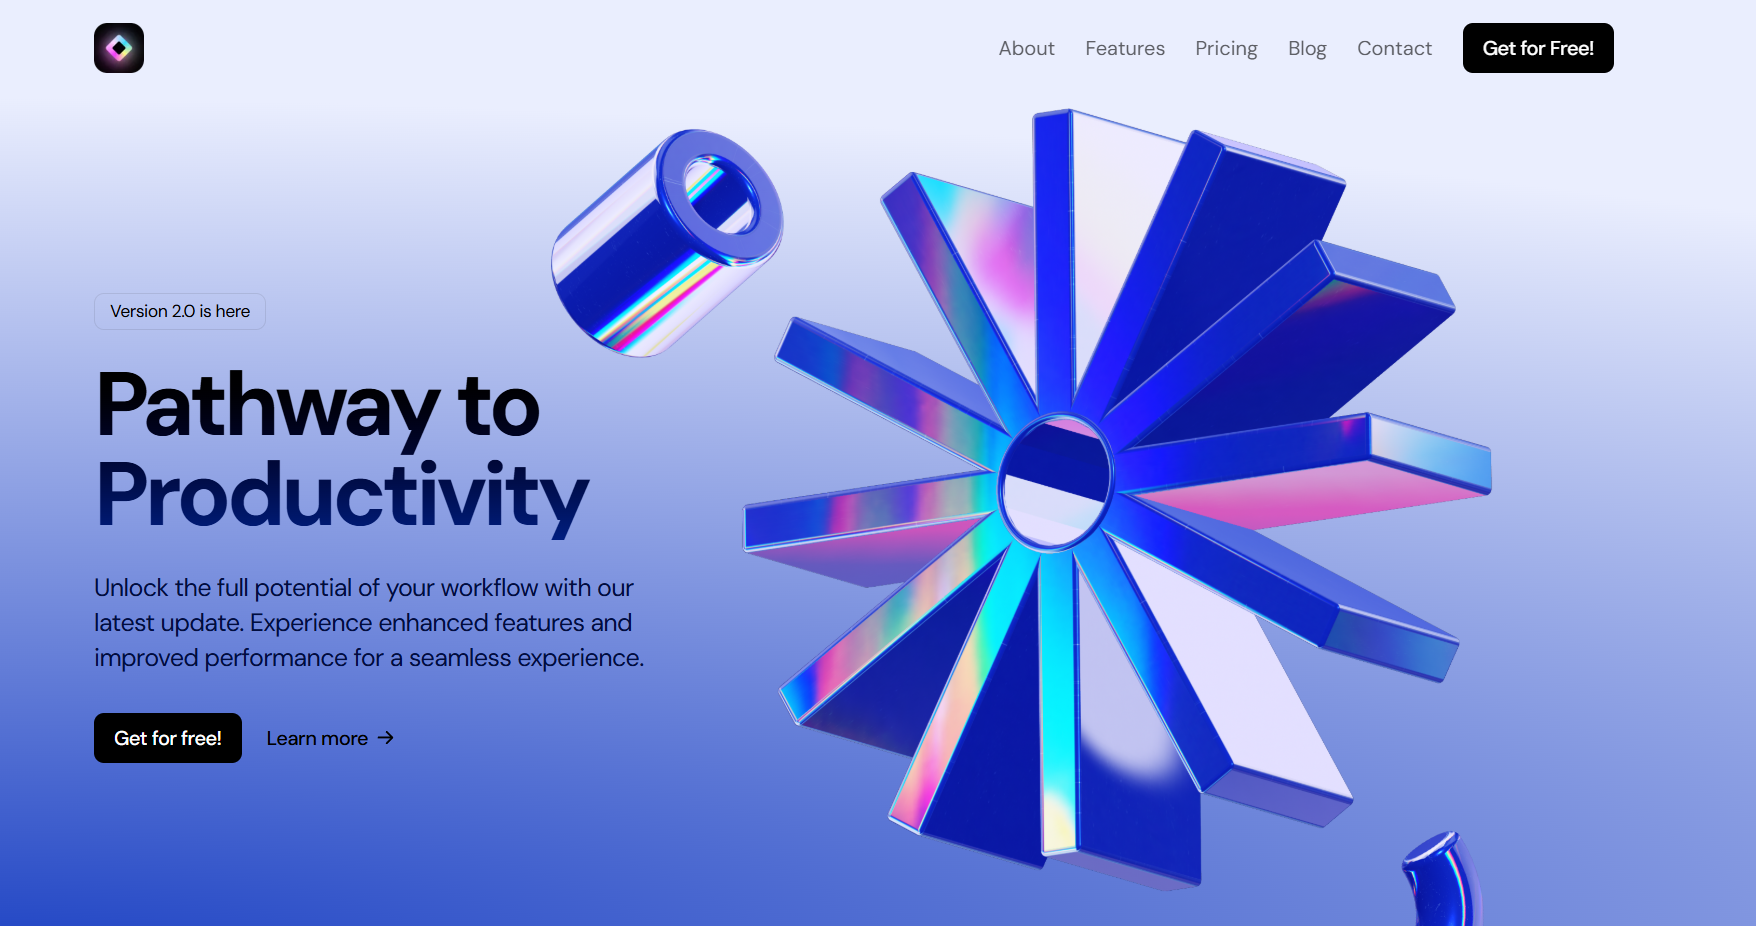 About Features Pricing Blog Contact Get for Free!
Version 2.0 is here
Pathway to
Productivity
Unlock the full potential of your workflow with our
latest update. Experience enhanced features and
improved performance for a seamless experience.
Get for free! Learn more →